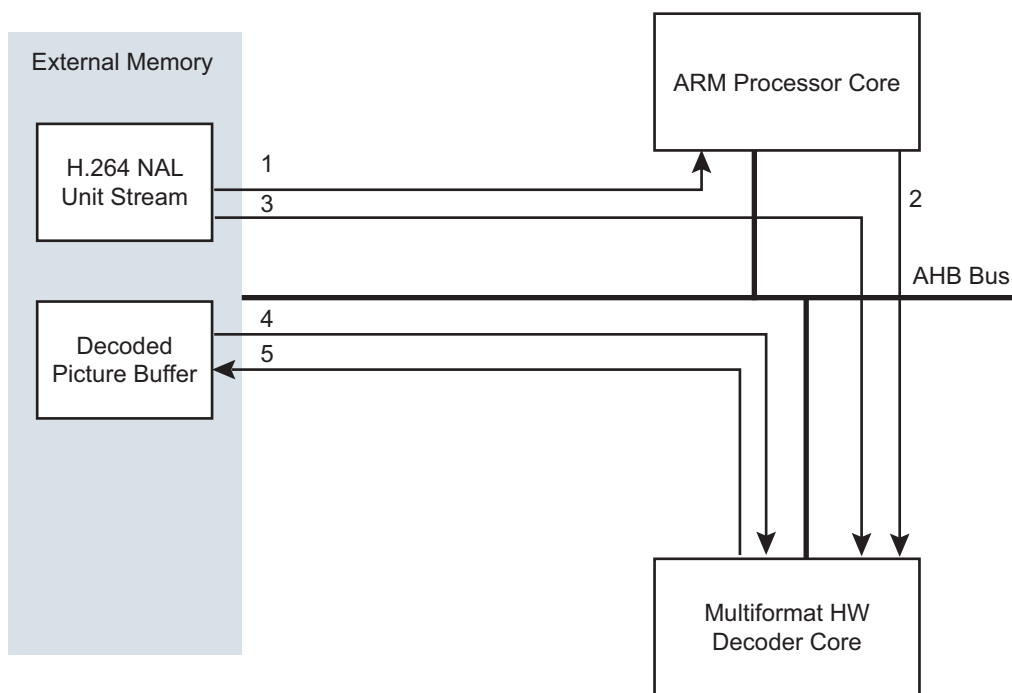 External Memory
ARM Processor Core
H.264 NAL
Unit Stream
1
3
2
AHB Bus
Decoded
Picture Buffer
4
5
Multiformat HW
Decoder Core